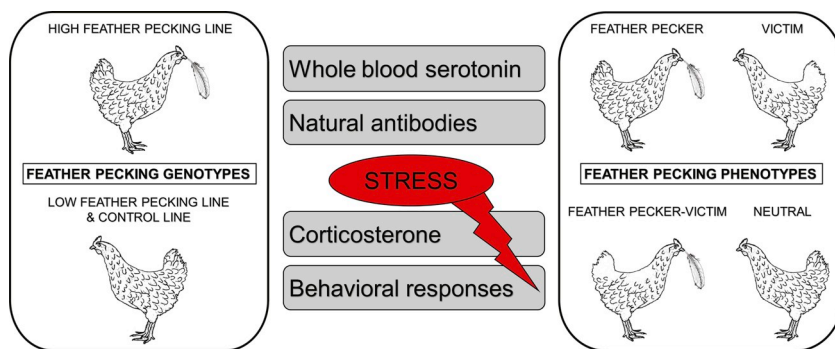 HIGH FEATHER PECKING LINE
FEATHER PECKING GENOTYPES
LOW FEATHER PECKING LINE
& CONTROL LINE
Whole blood serotonin
Natural antibodies
STRESS
Corticosterone
Behavioral responses
FEATHER PECKER
VICTIM
FEATHER PECKING PHENOTYPES
FEATHER PECKER-VICTIM
NEUTRAL